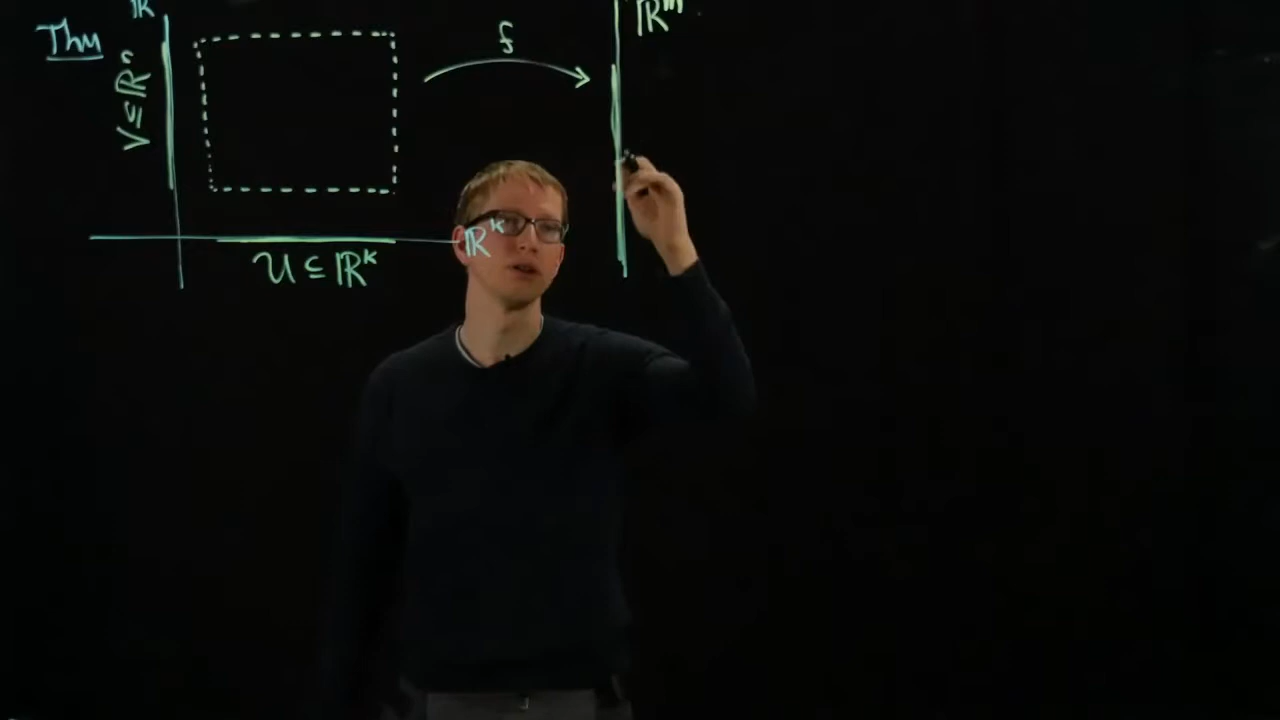 Thm
V ⊆ ℝⁿ
f
ℝᵐ
ℝᵏ
U ⊆ ℝᵏ